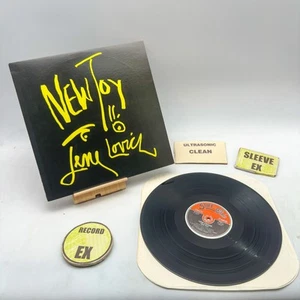 NEW TOY
Lene Lovich
ULTRASONIC
CLEAN
SLEEVE
EX
RECORD
EX